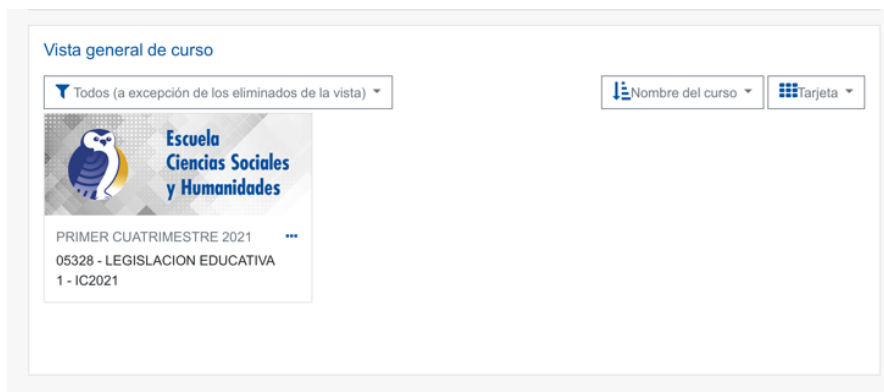 Vista general de curso
Todos (a excepción de los eliminados de la vista)
Nombre del curso
Tarjeta
Escuela
Ciencias Sociales
y Humanidades
PRIMER CUATRIMESTRE 2021
05328 - LEGISLACION EDUCATIVA
1 - IC2021